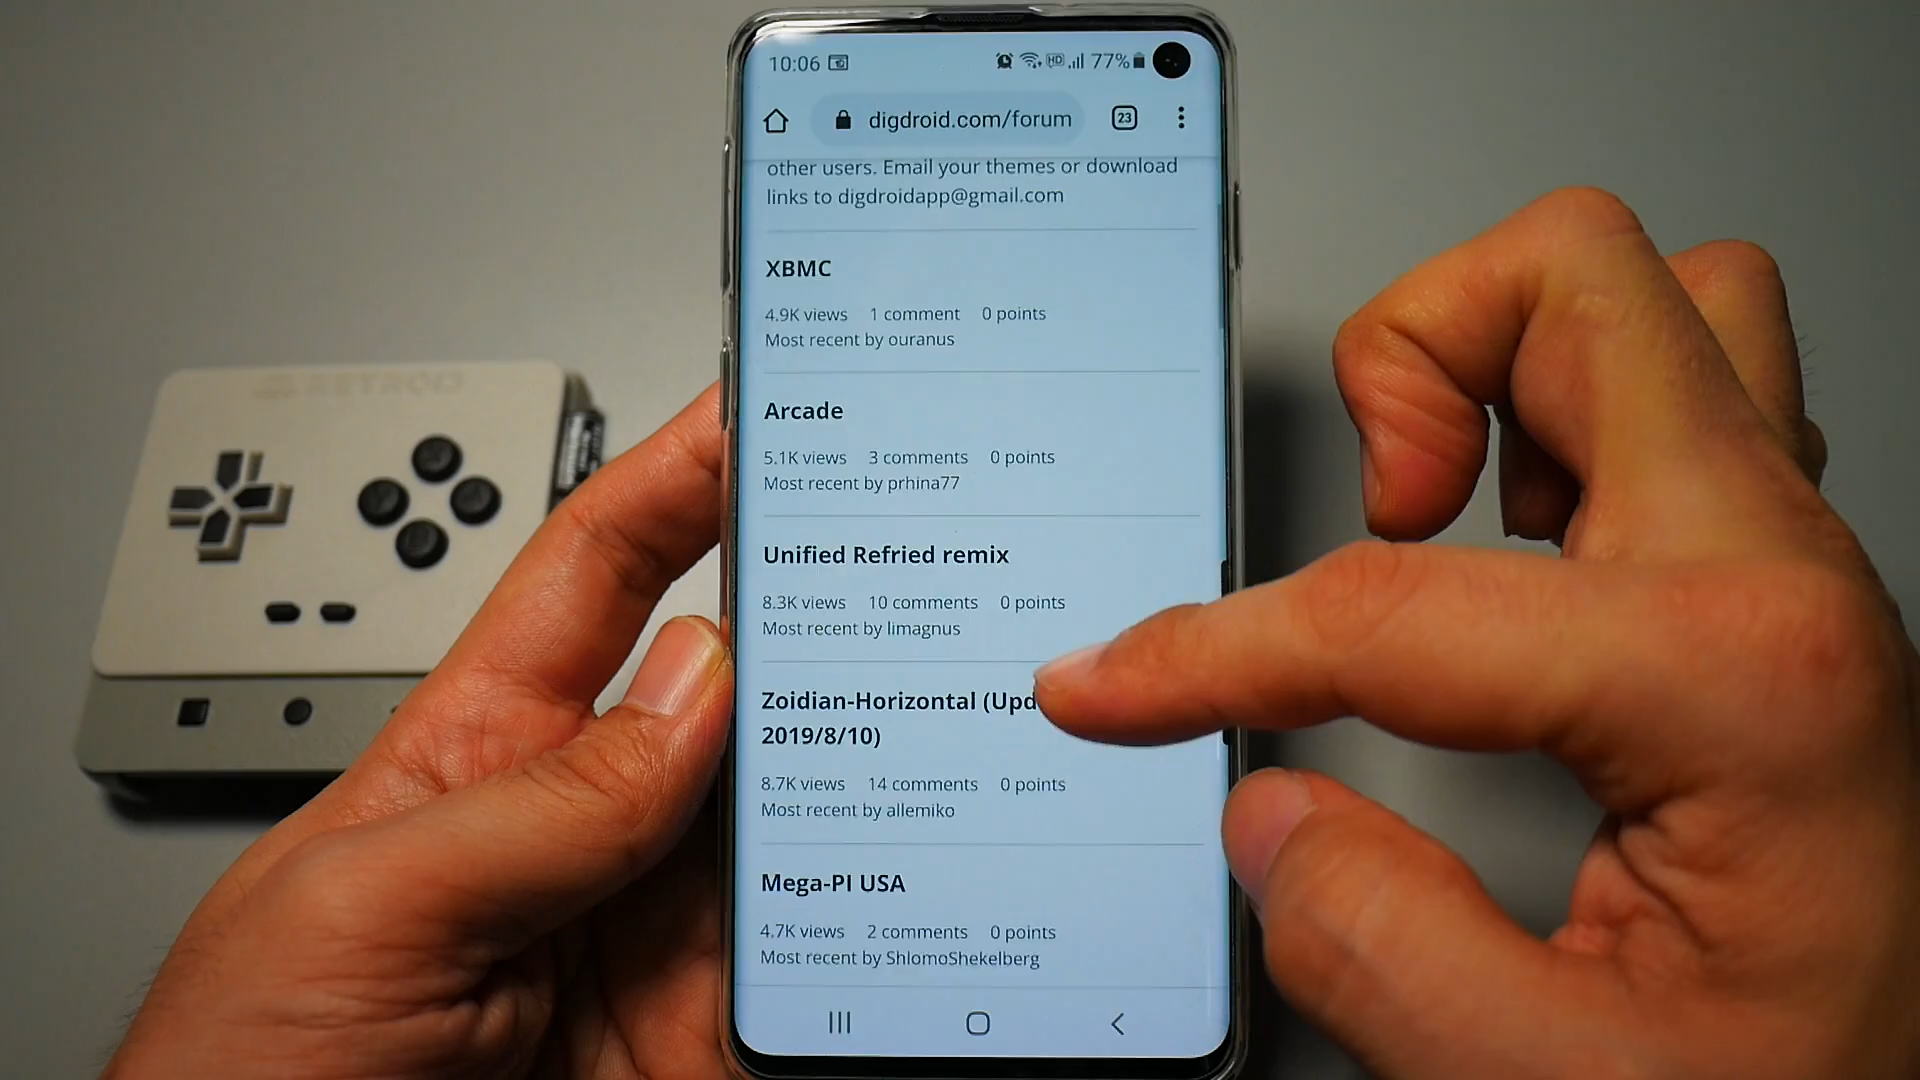 10:06 HD 77%
digdroid.com/forum 23
other users. Email your themes or download
links to digdroidapp@gmail.com
XBMC
4.9K views 1 comment 0 points
Most recent by ouranus
Arcade
5.1K views 3 comments 0 points
Most recent by prhina77
Unified Refried remix
8.3K views 10 comments 0 points
Most recent by limagnus
Zoidian-Horizontal (Upd
2019/8/10)
8.7K views 14 comments 0 points
Most recent by allemiko
Mega-PI USA
4.7K views 2 comments 0 points
Most recent by ShlomoShekelberg
RETROID